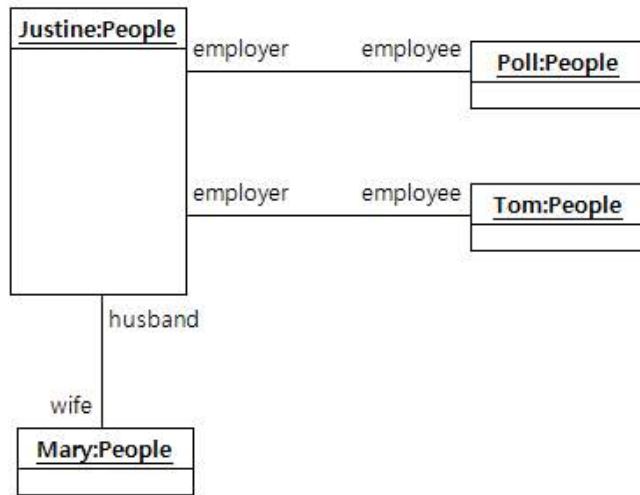 Justine:People
employer employee
Poll:People
employer employee
Tom:People
husband
wife
Mary:People